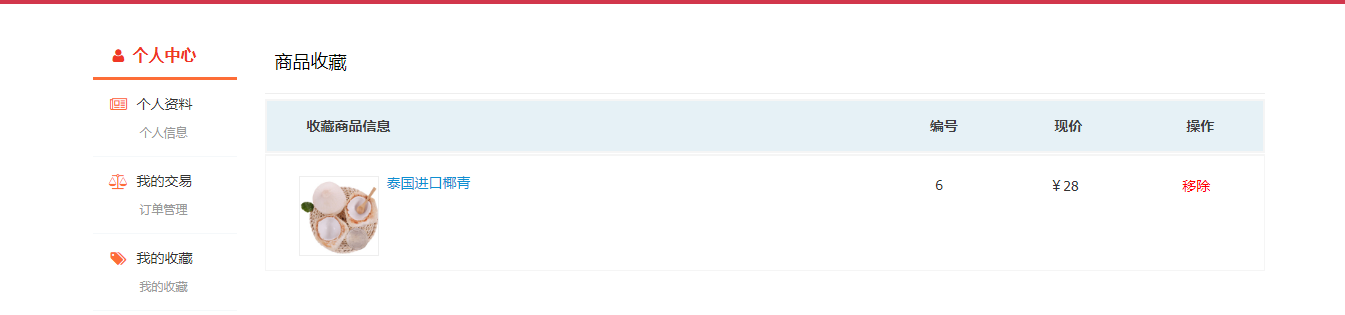 个人中心
个人资料
个人信息
我的交易
订单管理
我的收藏
我的收藏
商品收藏
收藏商品信息 编号 现价 操作
泰国进口椰青 6 ￥28 移除